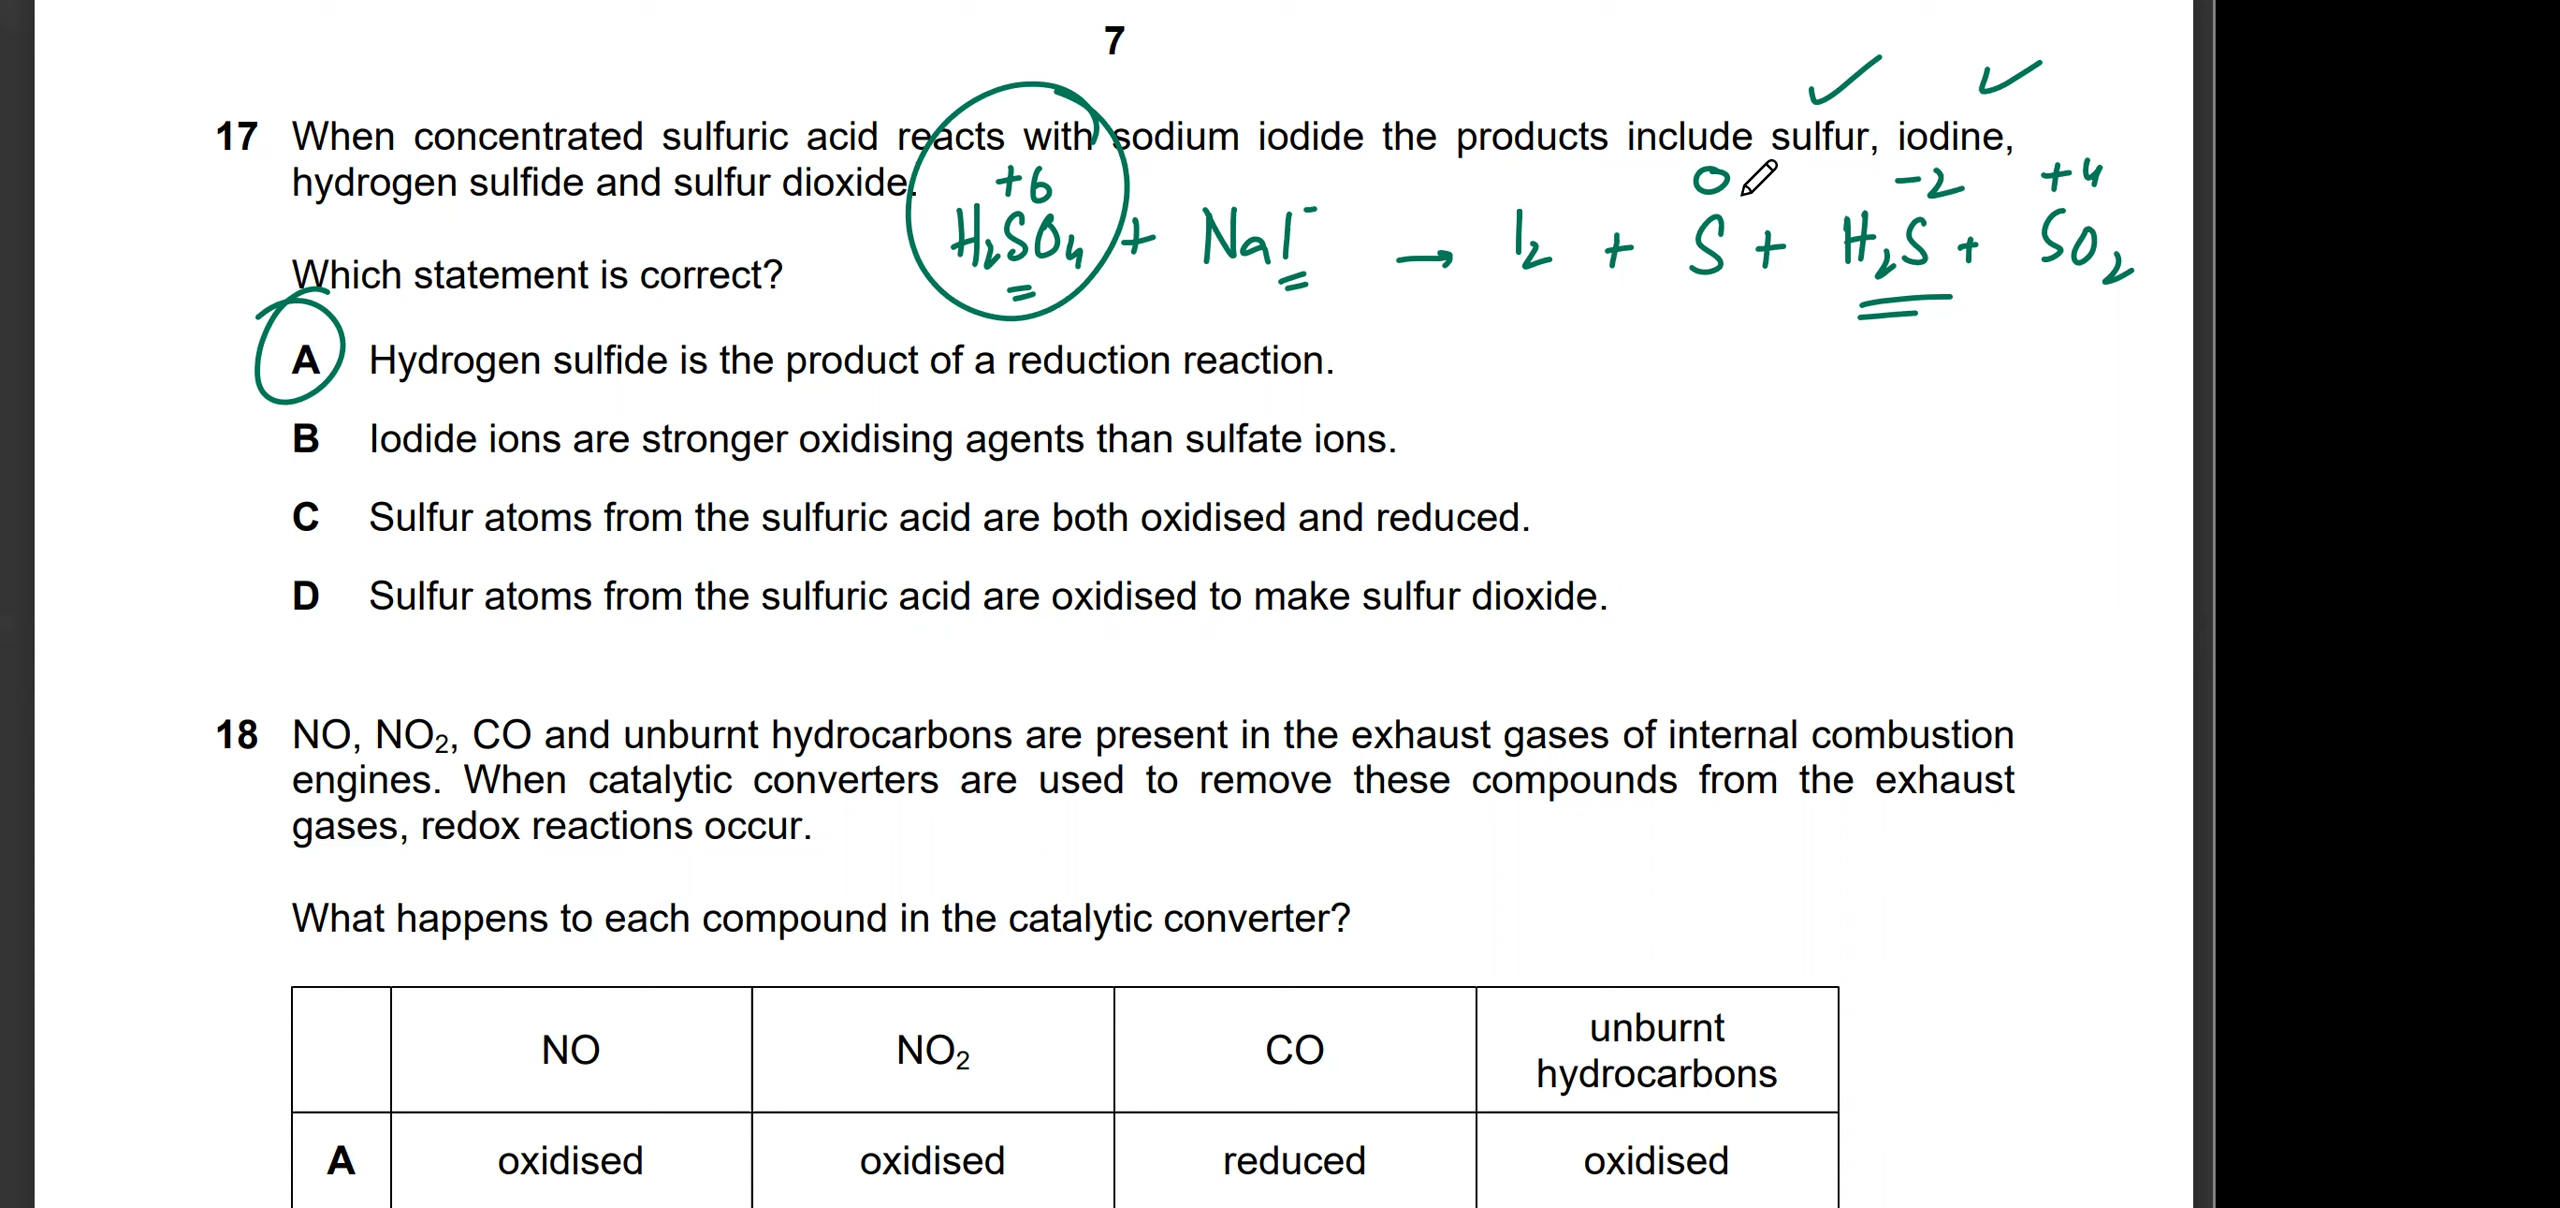 7
17 When concentrated sulfuric acid reacts with sodium iodide the products include sulfur, iodine,
hydrogen sulfide and sulfur dioxide.
+6 0 -2 +4
H₂SO₄ + NaI⁻ → I₂ + S + H₂S + SO₂
Which statement is correct?
A Hydrogen sulfide is the product of a reduction reaction.
B Iodide ions are stronger oxidising agents than sulfate ions.
C Sulfur atoms from the sulfuric acid are both oxidised and reduced.
D Sulfur atoms from the sulfuric acid are oxidised to make sulfur dioxide.
18 NO, NO₂, CO and unburnt hydrocarbons are present in the exhaust gases of internal combustion
engines. When catalytic converters are used to remove these compounds from the exhaust
gases, redox reactions occur.
What happens to each compound in the catalytic converter?
NO NO₂ CO unburnt
hydrocarbons
A oxidised oxidised reduced oxidised